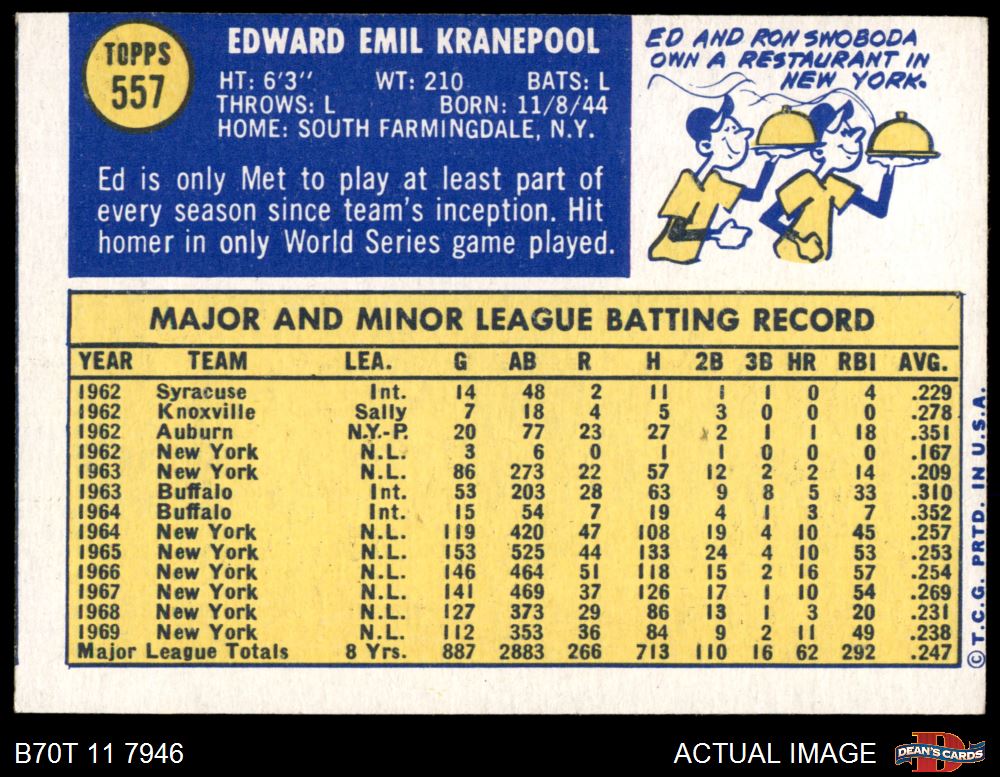 TOPPS
557
EDWARD EMIL KRANEPOOL
HT: 6'3" WT: 210 BATS: L
THROWS: L BORN: 11/8/44
HOME: SOUTH FARMINGDALE, N.Y.
Ed is only Met to play at least part of
every season since team's inception. Hit
homer in only World Series game played.
ED AND RON SWOBODA
OWN A RESTAURANT IN
NEW YORK.
MAJOR AND MINOR LEAGUE BATTING RECORD
YEAR TEAM LEA. G AB R H 2B 3B HR RBI AVG.
1962 Syracuse Int. 14 48 2 11 1 1 0 4 .229
1962 Knoxville Sally 7 18 4 5 3 0 0 0 .278
1962 Auburn N.Y.-P. 20 77 23 27 2 1 1 18 .351
1962 New York N.L. 3 6 0 1 1 0 0 0 .167
1963 New York N.L. 86 273 22 57 12 2 2 14 .209
1963 Buffalo Int. 53 203 28 63 9 8 5 33 .310
1964 Buffalo Int. 15 54 7 19 4 1 3 7 .352
1964 New York N.L. 119 420 47 108 19 4 10 45 .257
1965 New York N.L. 153 525 44 133 24 4 10 53 .253
1966 New York N.L. 146 464 51 118 15 2 16 57 .254
1967 New York N.L. 141 469 37 126 17 1 10 54 .269
1968 New York N.L. 127 373 29 86 13 1 3 20 .231
1969 New York N.L. 112 353 36 84 9 2 11 49 .238
Major League Totals 8 Yrs. 887 2883 266 713 110 16 62 292 .247
©T.C.G. PRTD. IN U.S.A.
B70T 11 7946
ACTUAL IMAGE
DEAN'S CARDS